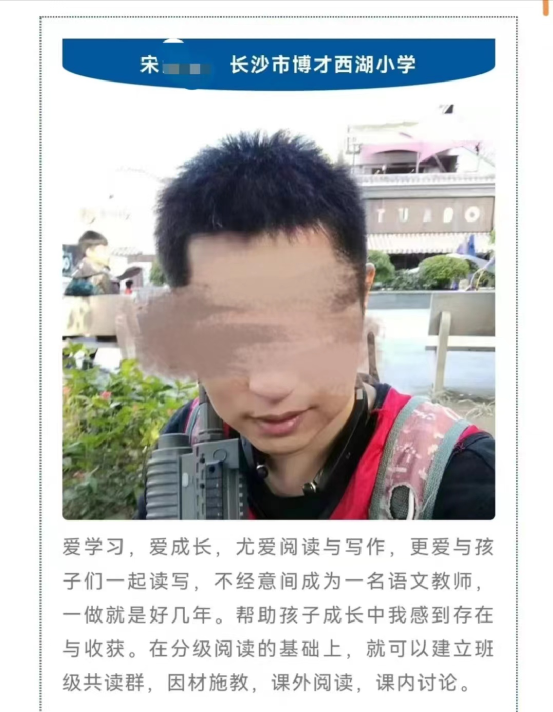 宋 长沙市博才西湖小学
TURBO
爱学习，爱成长，尤爱阅读与写作，更爱与孩
子们一起读写，不经意间成为一名语文教师，
一做就是好几年。帮助孩子成长中我感到存在
与收获。在分级阅读的基础上，就可以建立班
级共读群，因材施教，课外阅读，课内讨论。